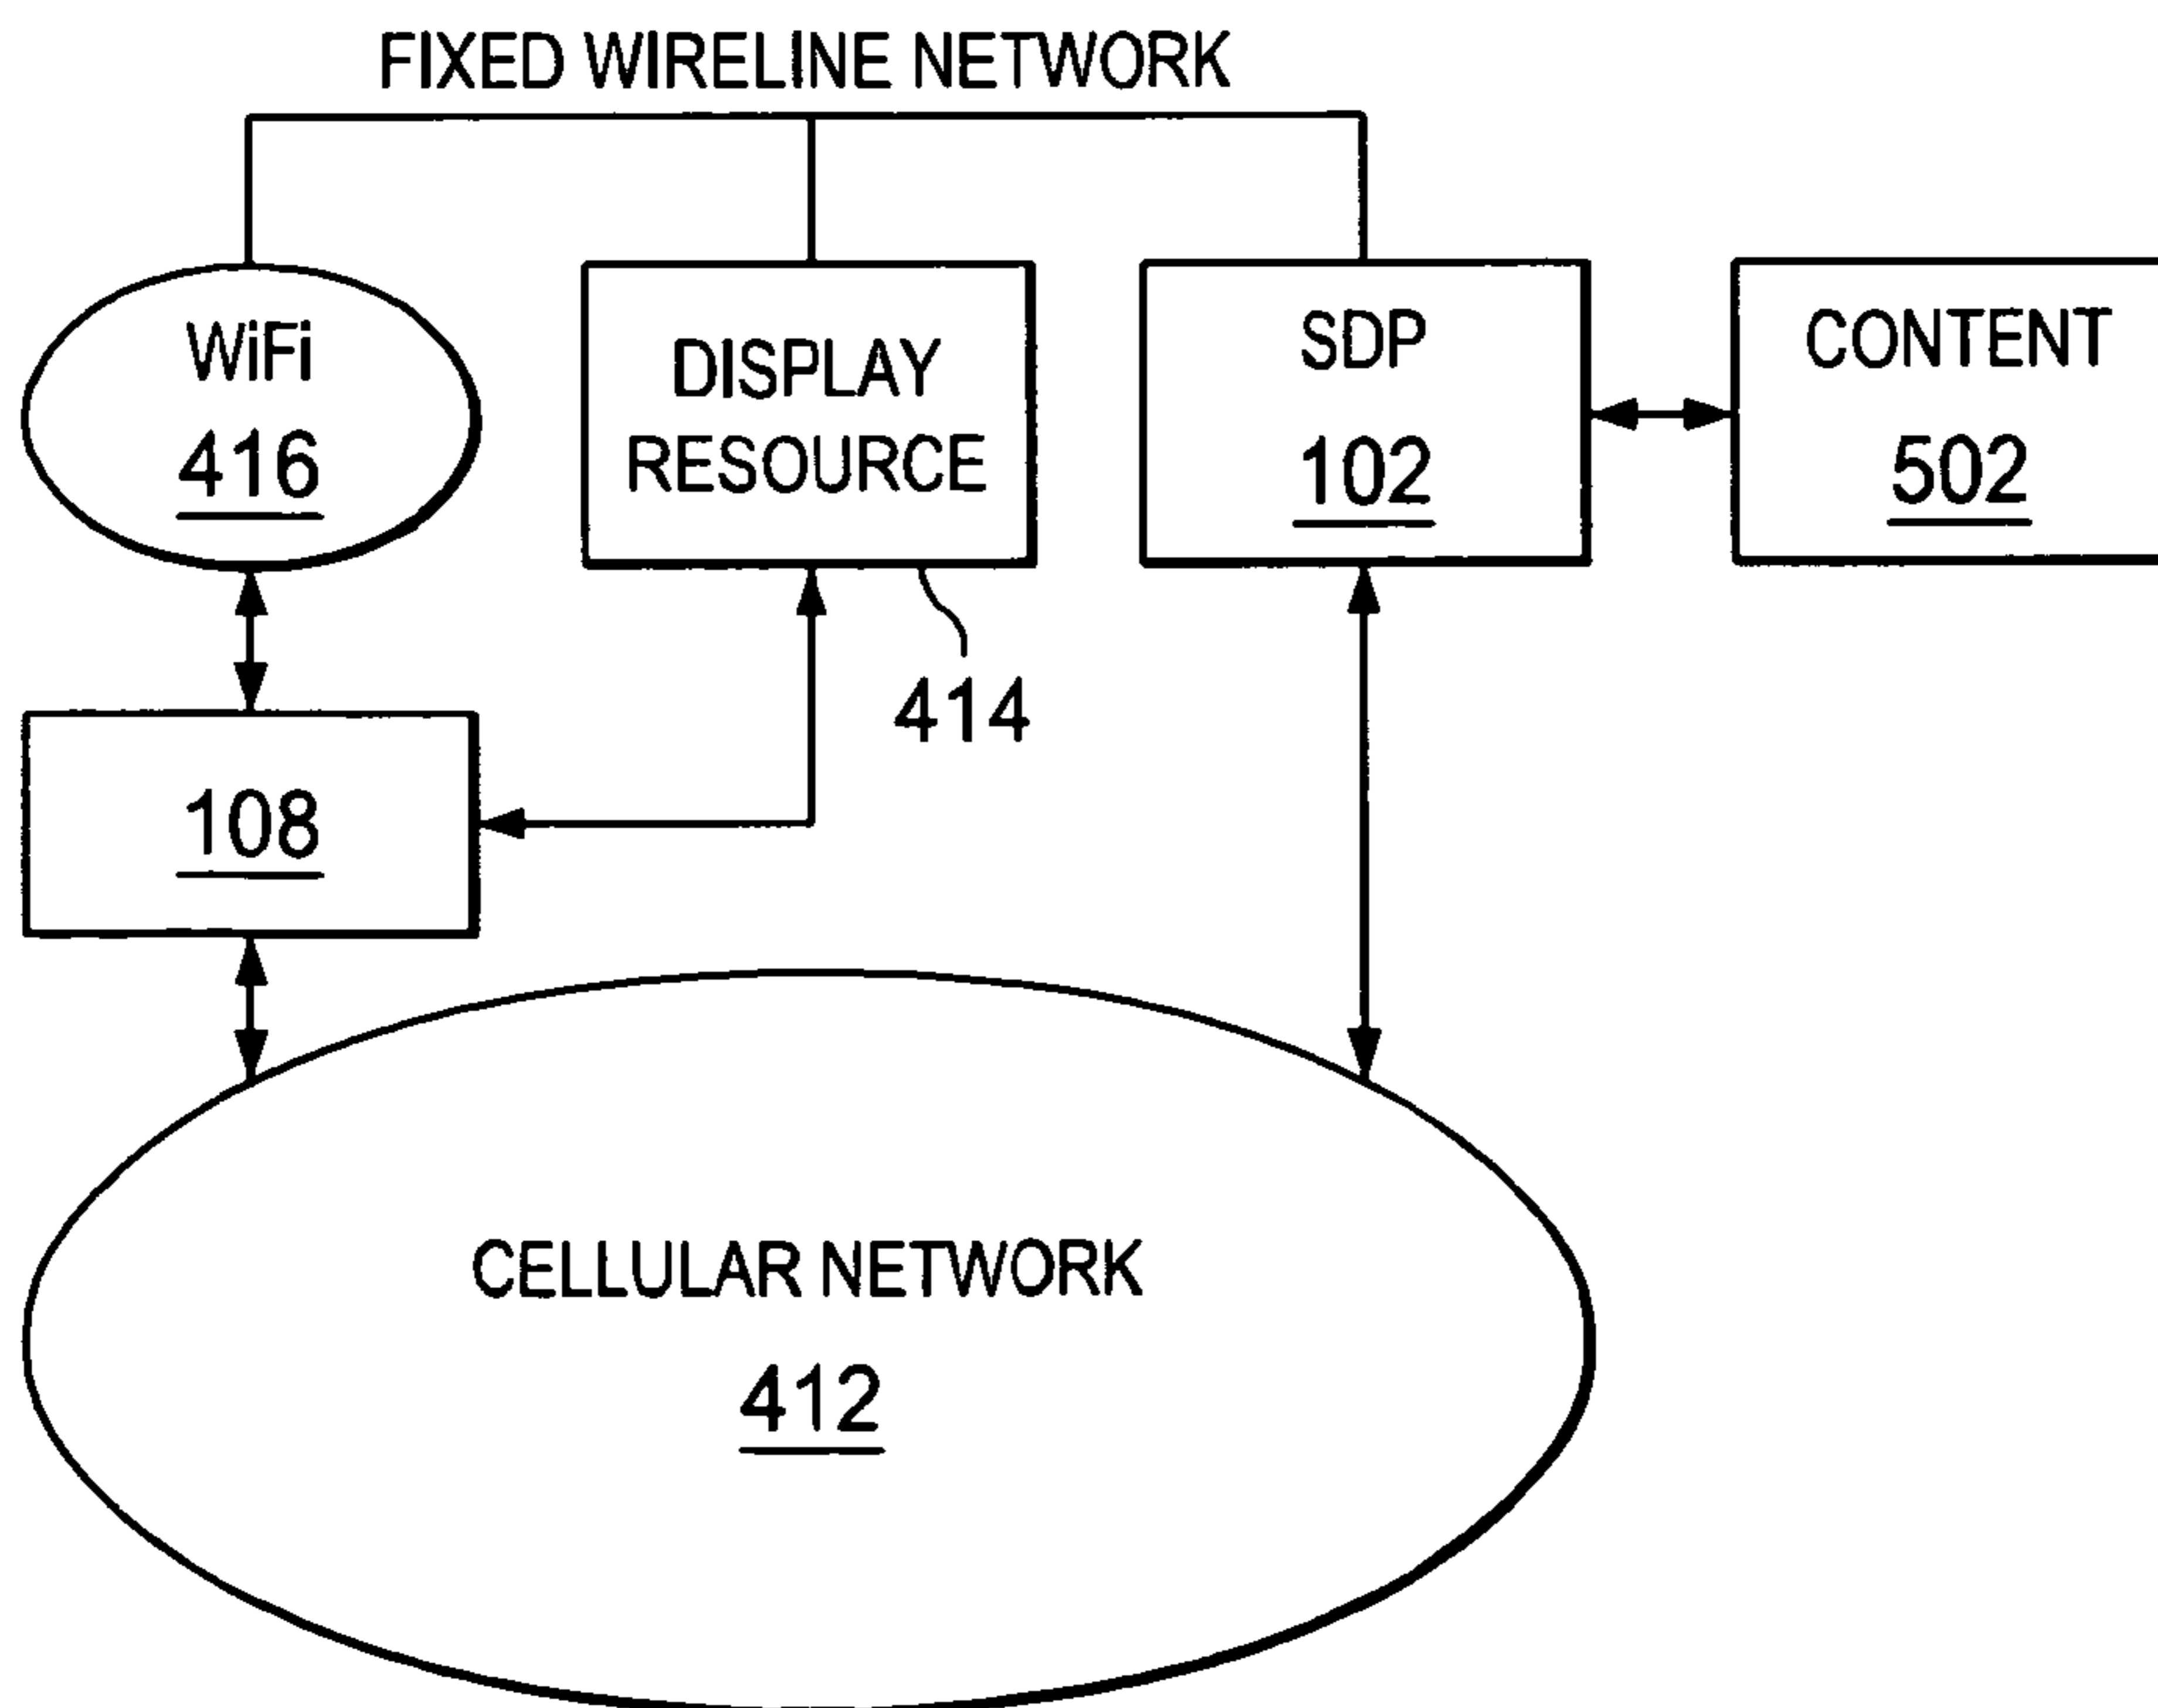 FIXED WIRELINE NETWORK
WiFi
416
DISPLAY
RESOURCE
414
SDP
102
CONTENT
502
108
CELLULAR NETWORK
412